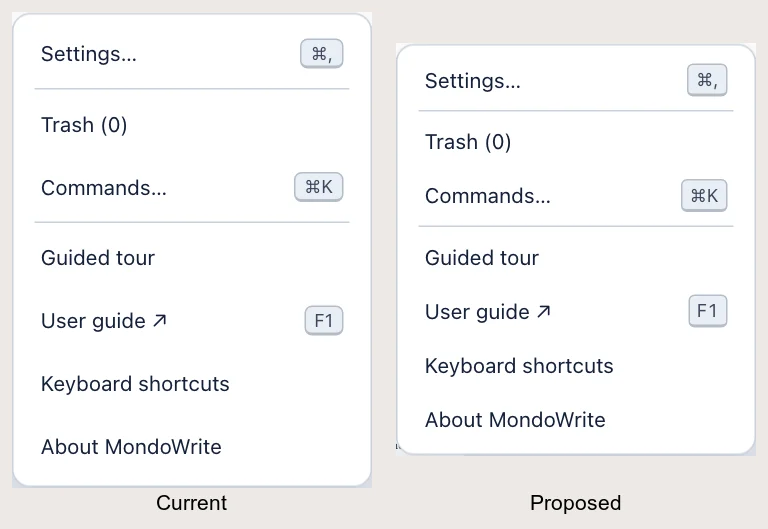 Settings...
⌘,
Trash (0)
Commands...
⌘K
Guided tour
User guide ↗
F1
Keyboard shortcuts
About MondoWrite
Current
Settings...
⌘,
Trash (0)
Commands...
⌘K
Guided tour
User guide ↗
F1
Keyboard shortcuts
About MondoWrite
Proposed